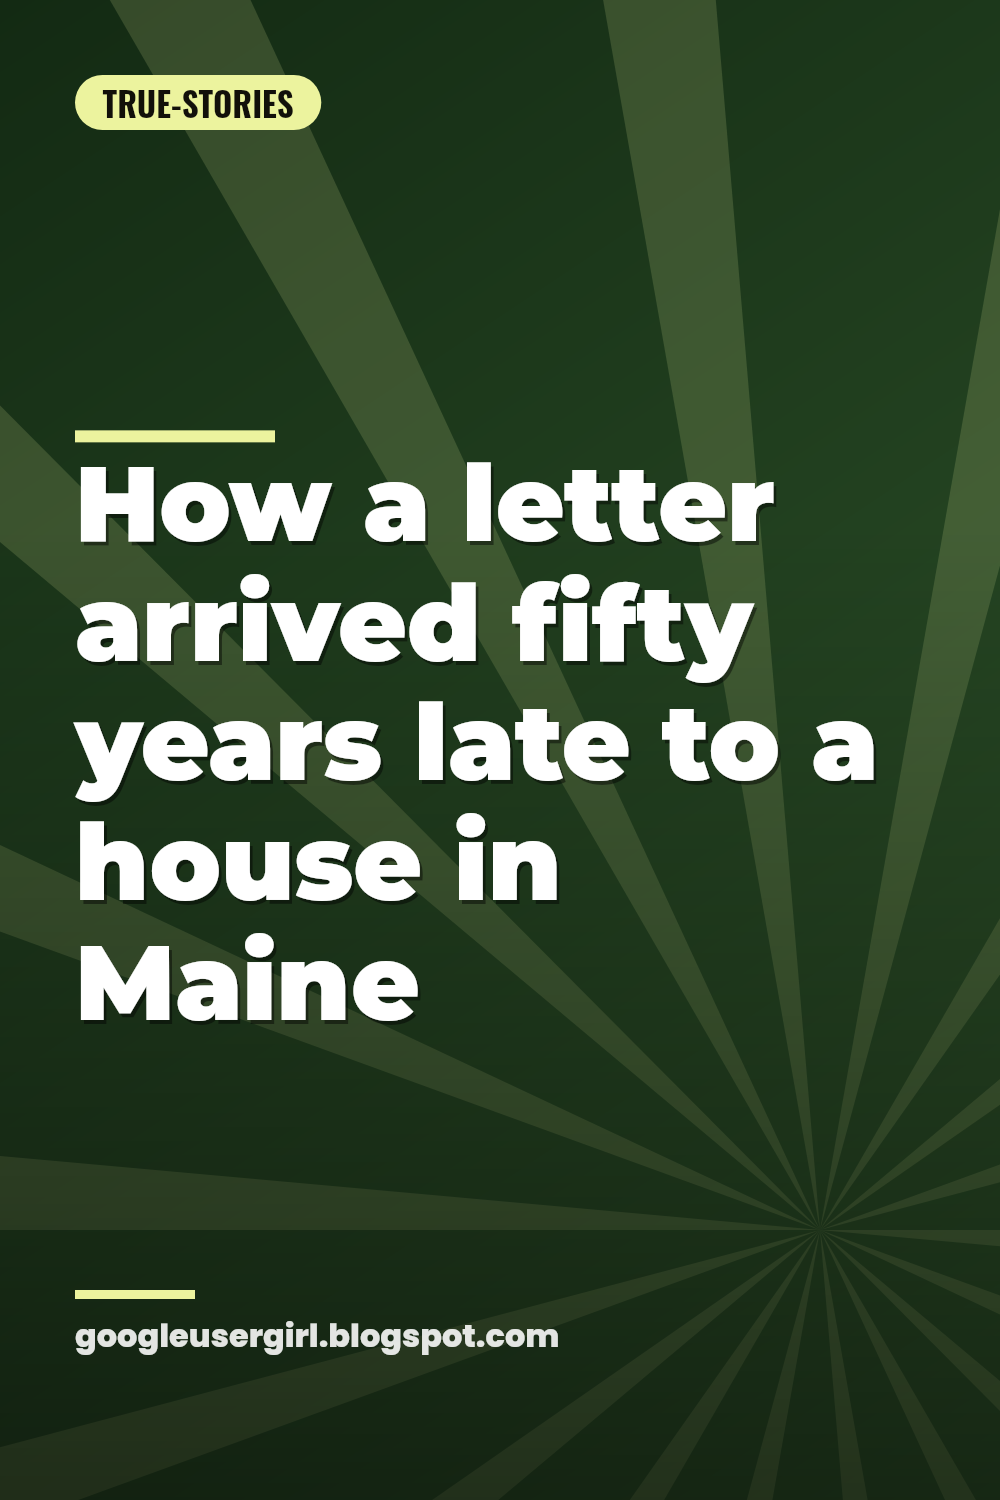 TRUE-STORIES
How a letter
arrived fifty
years late to a
house in
Maine
googleusergirl.blogspot.com